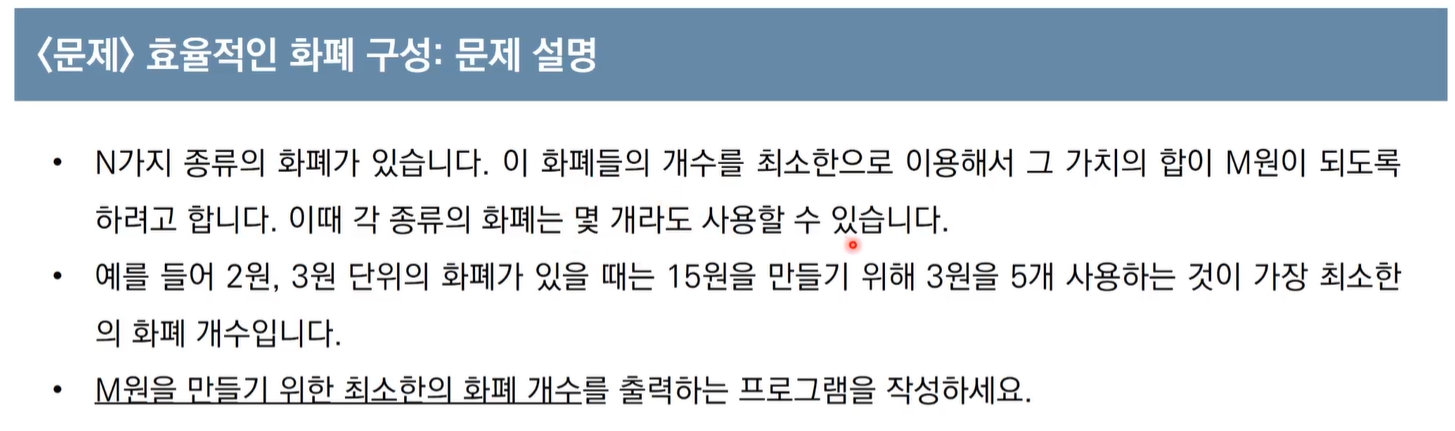 〈문제〉 효율적인 화폐 구성: 문제 설명
• N가지 종류의 화폐가 있습니다. 이 화폐들의 개수를 최소한으로 이용해서 그 가치의 합이 M원이 되도록
하려고 합니다. 이때 각 종류의 화폐는 몇 개라도 사용할 수 있습니다.
• 예를 들어 2원, 3원 단위의 화폐가 있을 때는 15원을 만들기 위해 3원을 5개 사용하는 것이 가장 최소한
의 화폐 개수입니다.
• M원을 만들기 위한 최소한의 화폐 개수를 출력하는 프로그램을 작성하세요.